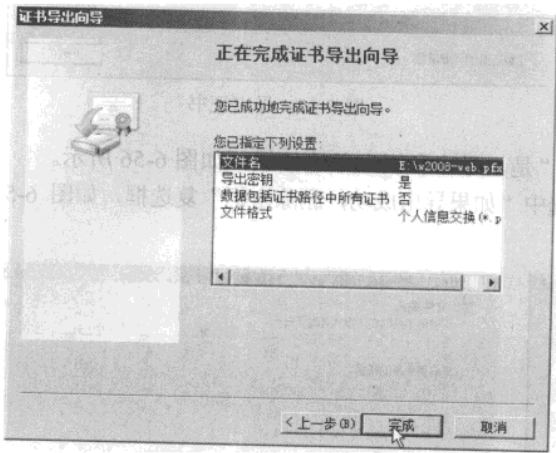 证书导出向导
正在完成证书导出向导
您已成功地完成证书导出向导。
您已指定下列设置:
文件名 E:\w2008-web.pfx
导出密钥 是
数据包括证书路径中所有证书 否
文件格式 个人信息交换(*.p
<上一步(B) 完成 取消